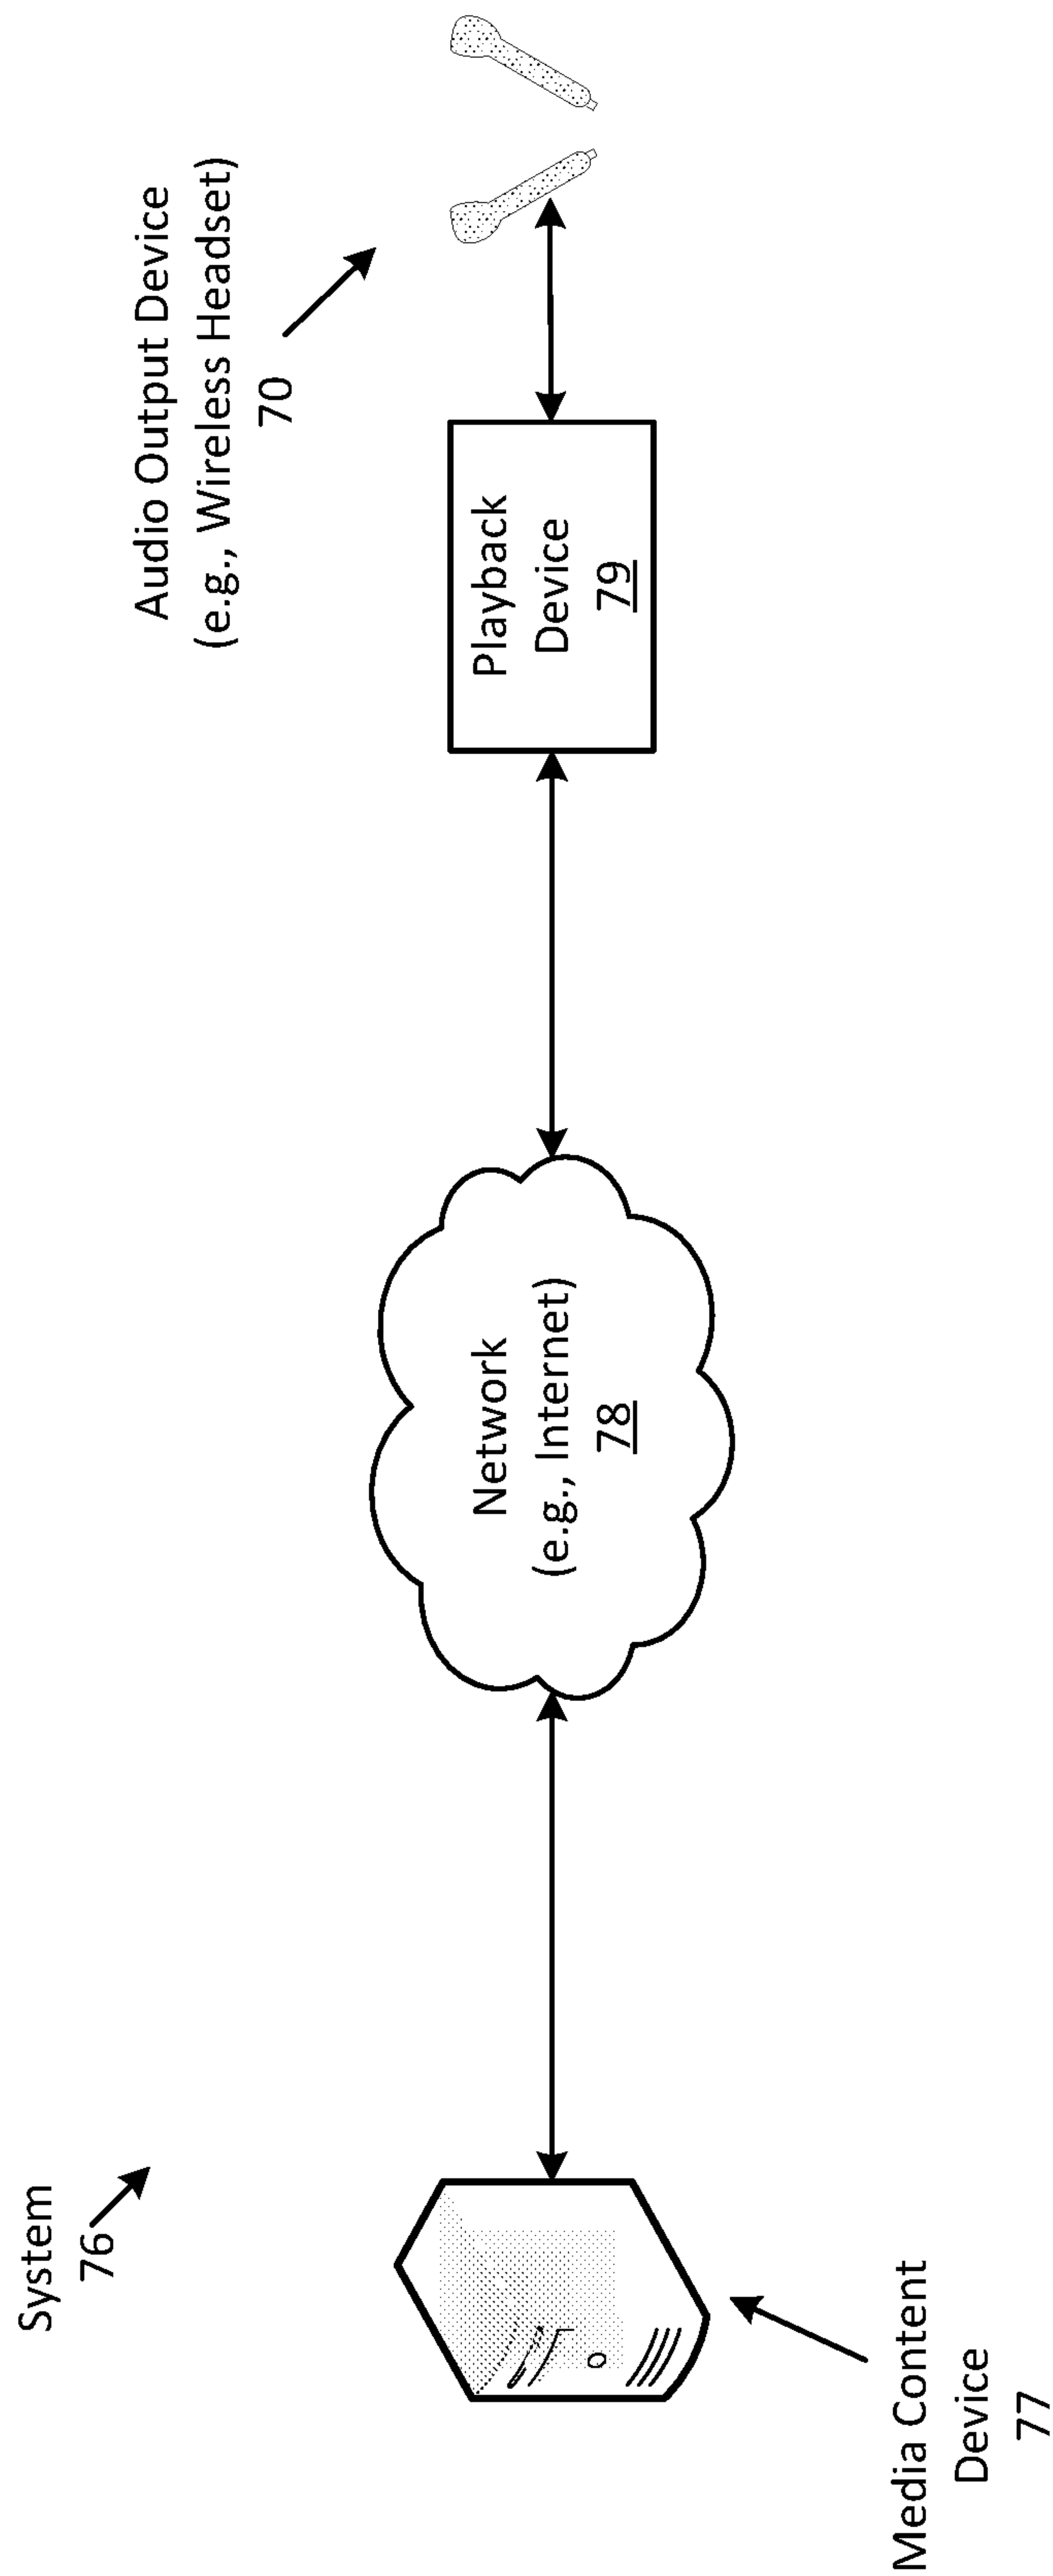 System
76
Media Content
Device
77
Network
(e.g., Internet)
78
Playback
Device
79
Audio Output Device
(e.g., Wireless Headset)
70